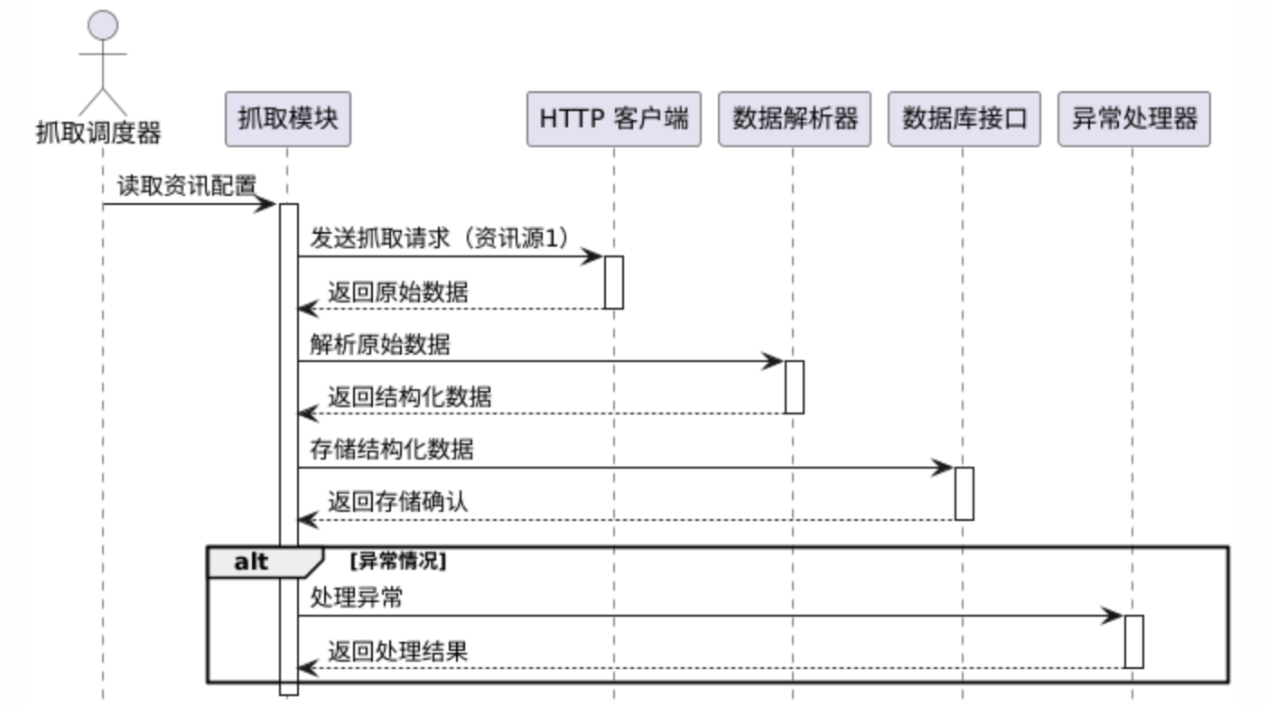 抓取调度器
抓取模块
HTTP 客户端
数据解析器
数据库接口
异常处理器
读取资讯配置
发送抓取请求（资讯源1）
返回原始数据
解析原始数据
返回结构化数据
存储结构化数据
返回存储确认
alt
[异常情况]
处理异常
返回处理结果